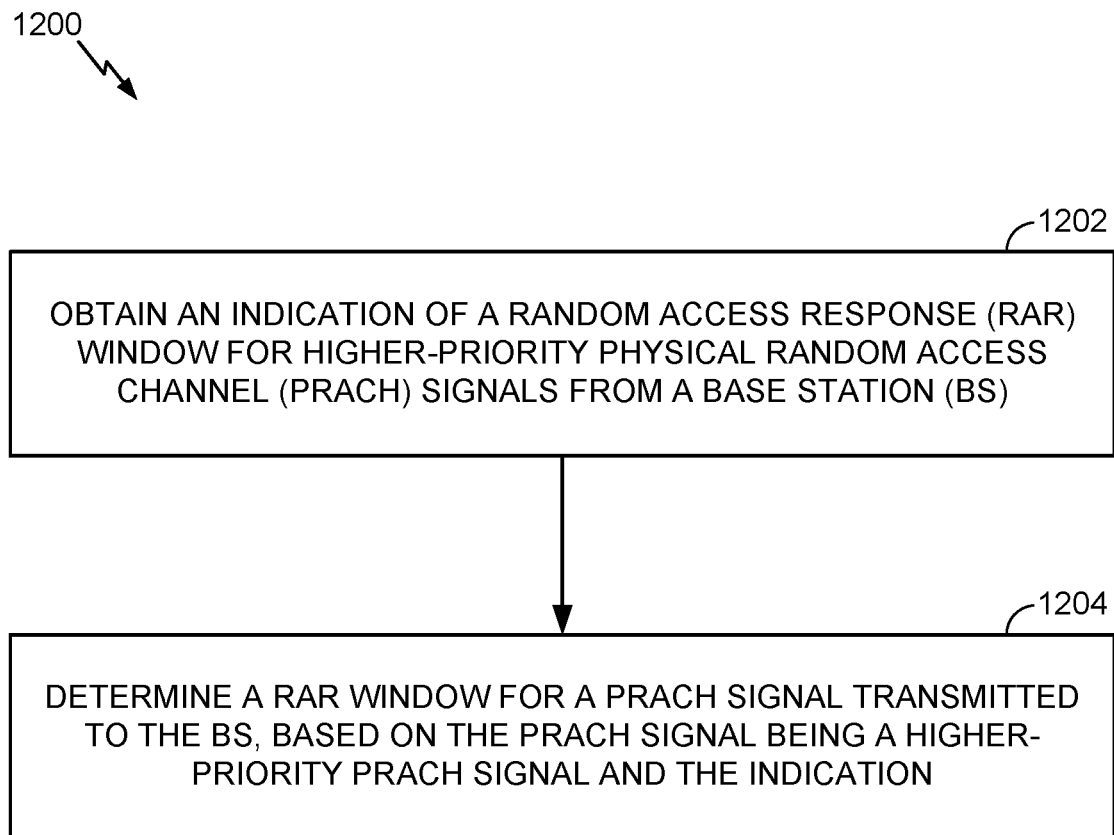 1200
1202
OBTAIN AN INDICATION OF A RANDOM ACCESS RESPONSE (RAR)
WINDOW FOR HIGHER-PRIORITY PHYSICAL RANDOM ACCESS
CHANNEL (PRACH) SIGNALS FROM A BASE STATION (BS)
1204
DETERMINE A RAR WINDOW FOR A PRACH SIGNAL TRANSMITTED
TO THE BS, BASED ON THE PRACH SIGNAL BEING A HIGHER-
PRIORITY PRACH SIGNAL AND THE INDICATION